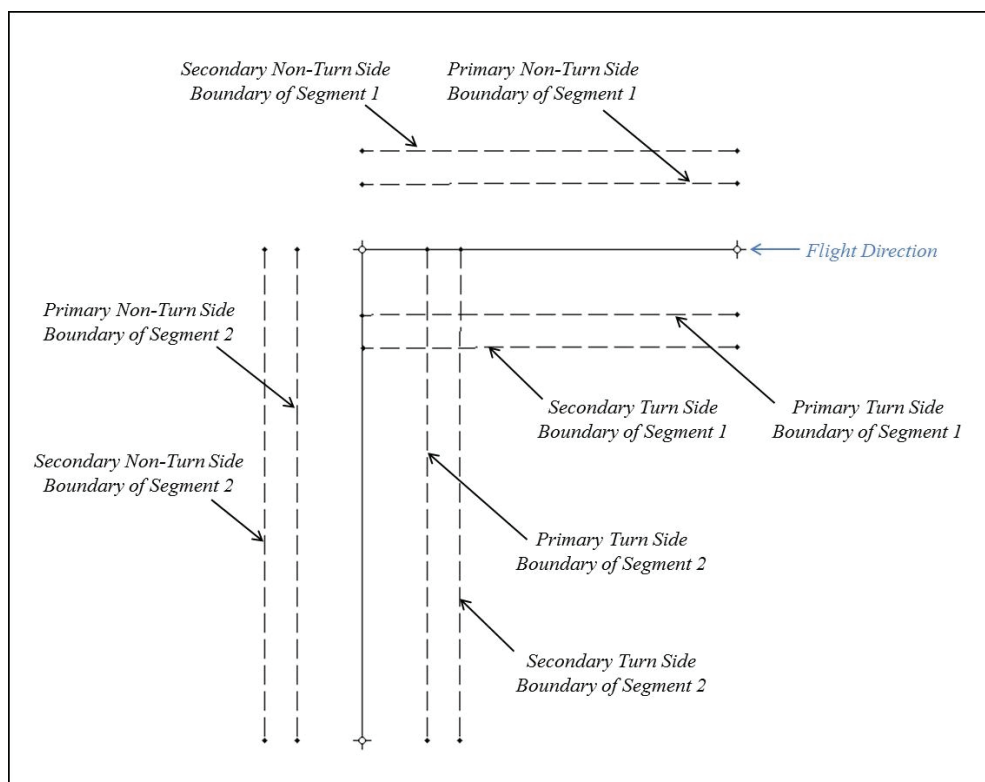 Secondary Non-Turn Side
Boundary of Segment 1
Primary Non-Turn Side
Boundary of Segment 1
Flight Direction
Primary Non-Turn Side
Boundary of Segment 2
Secondary Turn Side
Boundary of Segment 1
Primary Turn Side
Boundary of Segment 1
Secondary Non-Turn Side
Boundary of Segment 2
Primary Turn Side
Boundary of Segment 2
Secondary Turn Side
Boundary of Segment 2